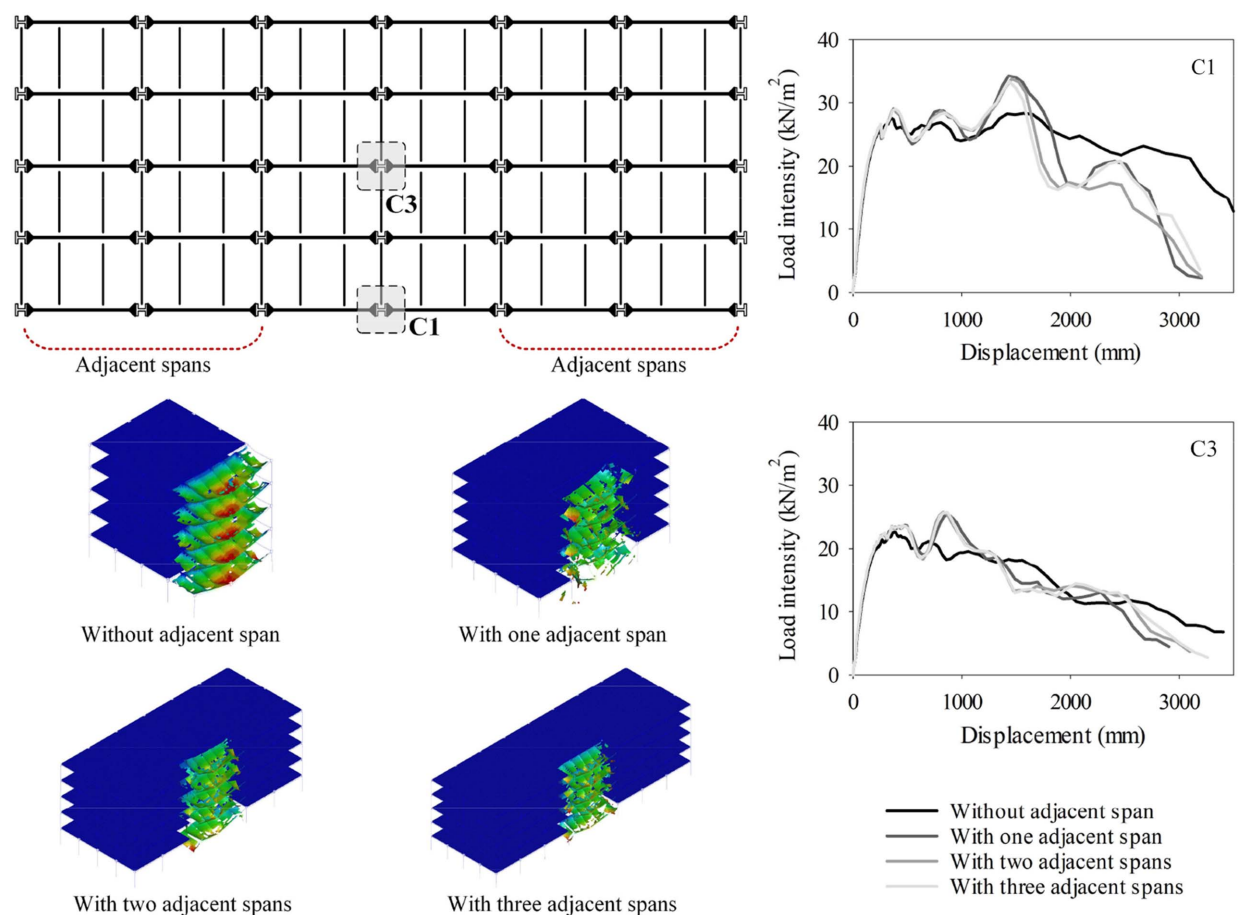 C3
C1
Adjacent spans
Adjacent spans
Without adjacent span
With one adjacent span
With two adjacent spans
With three adjacent spans
C1
Load intensity (kN/m²)
40
30
20
10
0
0 1000 2000 3000
Displacement (mm)
C3
Load intensity (kN/m²)
40
30
20
10
0
0 1000 2000 3000
Displacement (mm)
Without adjacent span
With one adjacent span
With two adjacent spans
With three adjacent spans